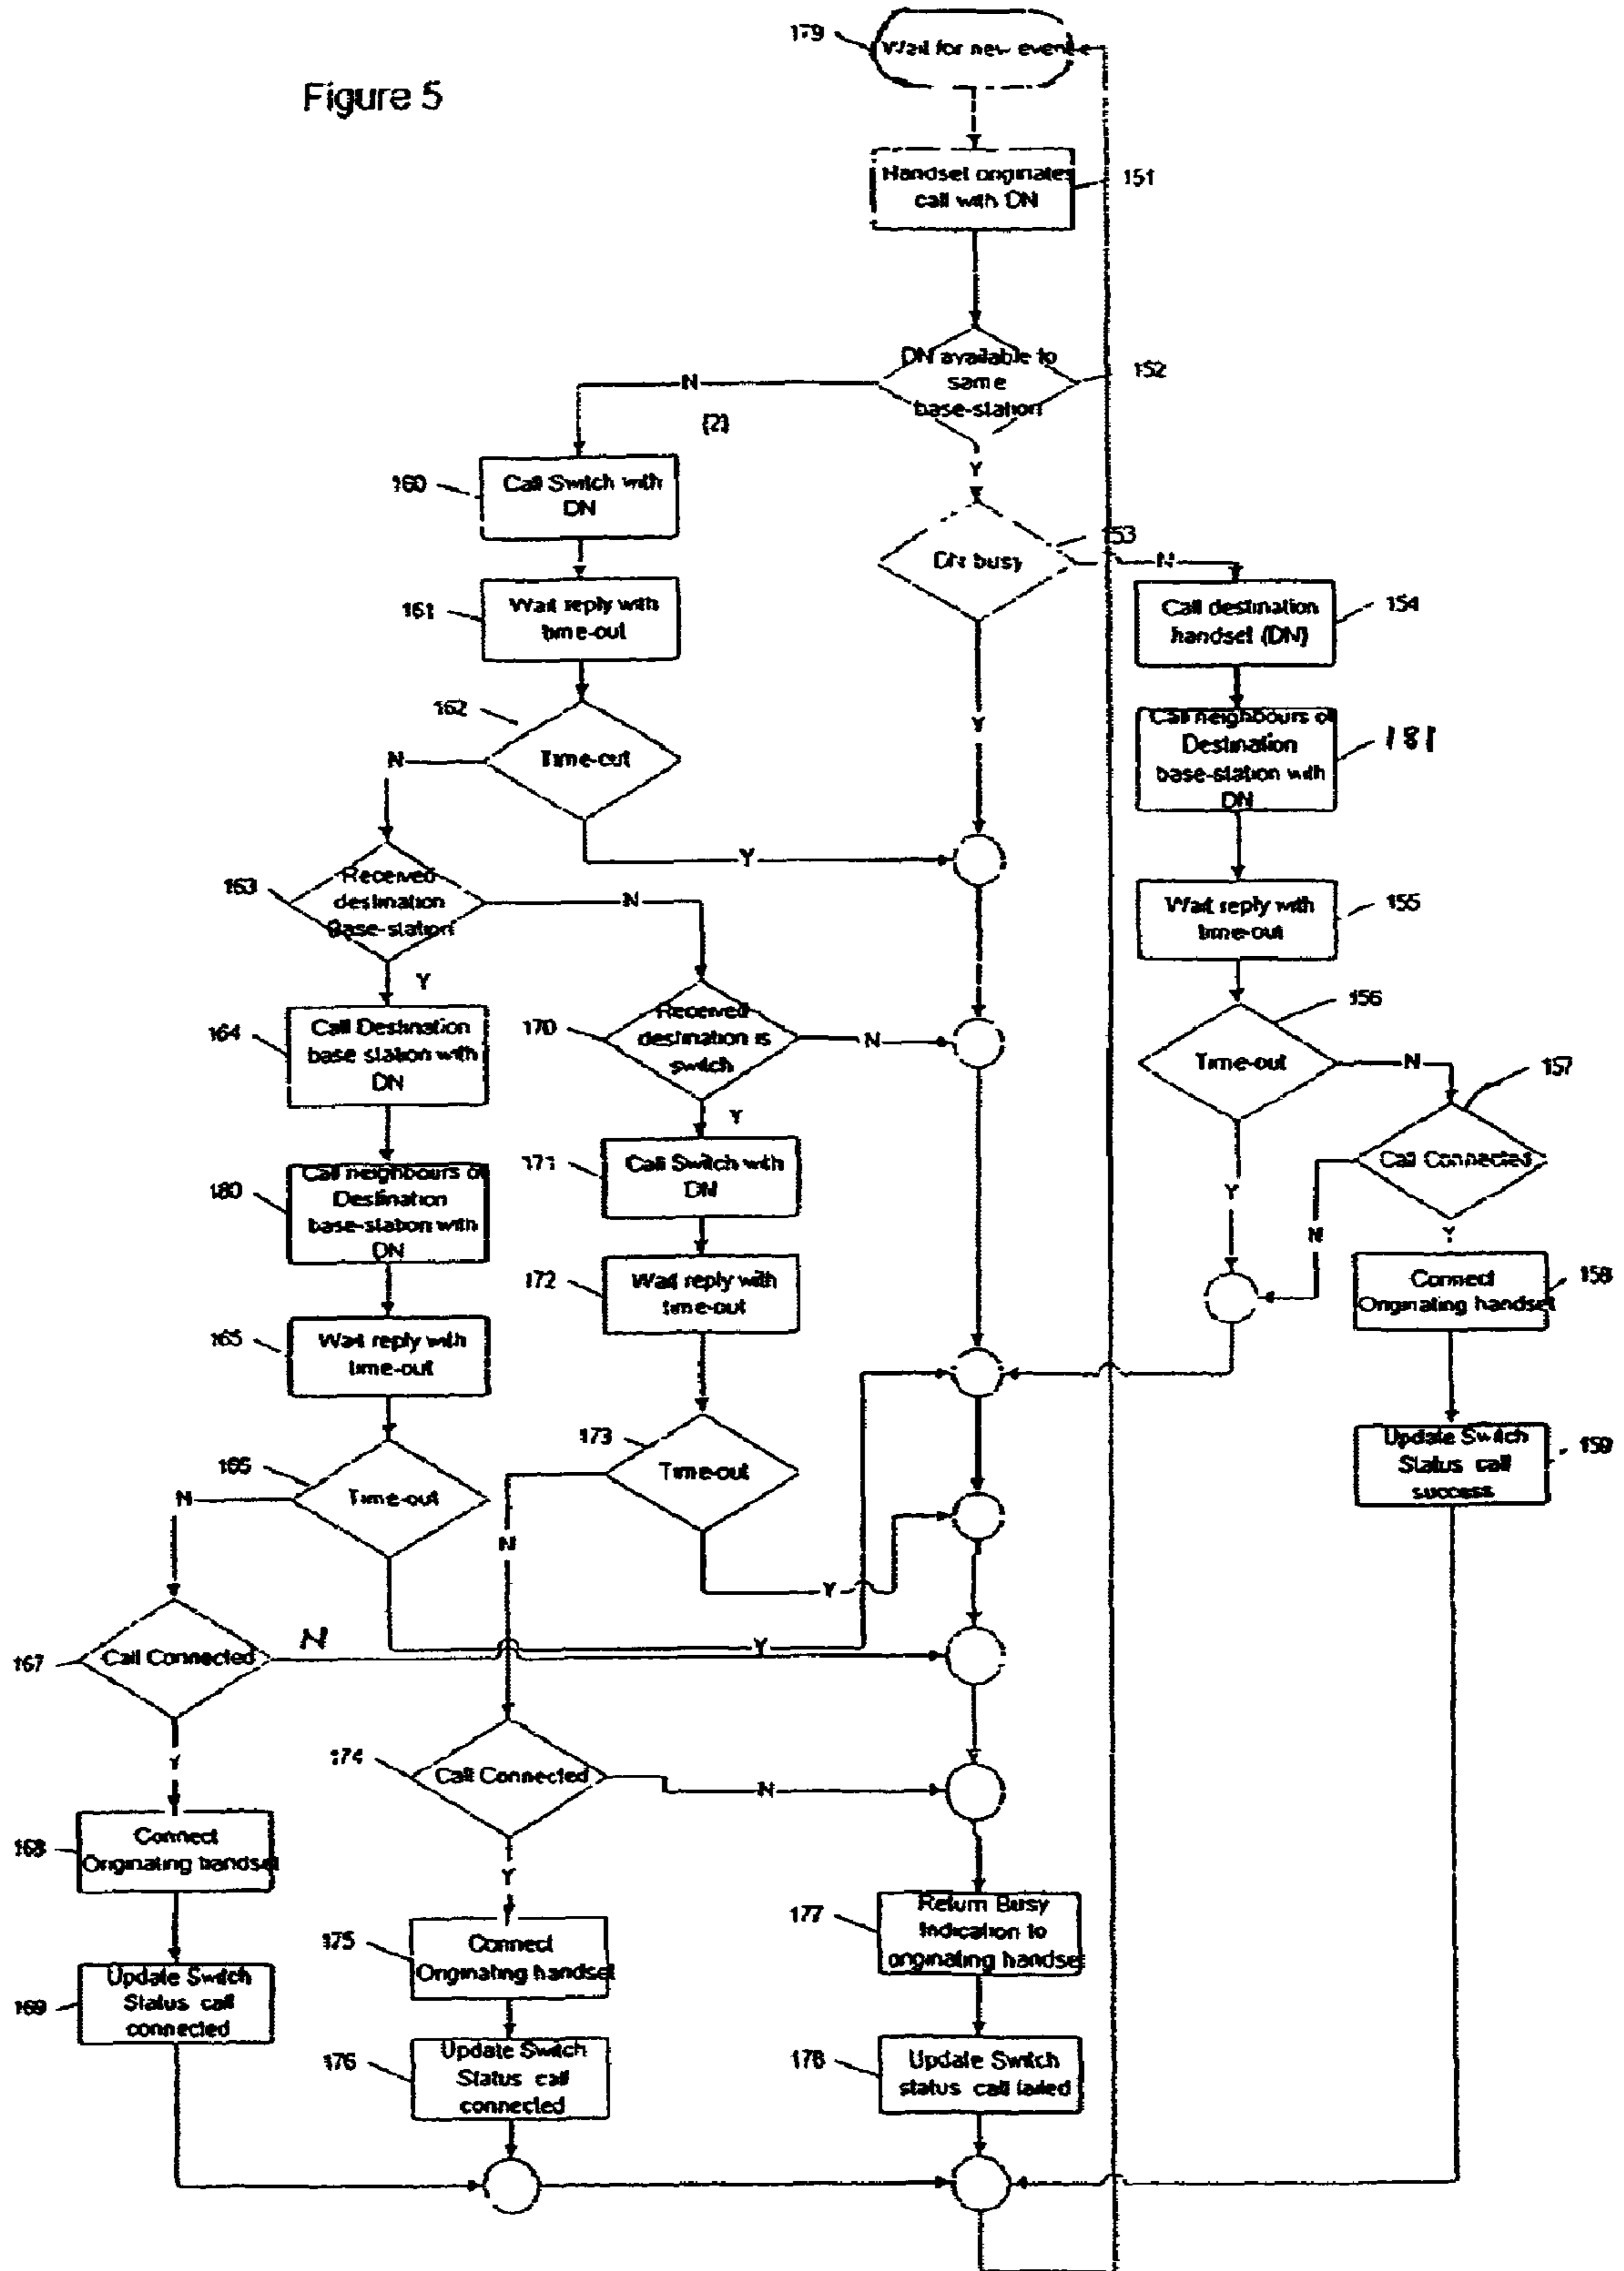 Figure 5
179
Wait for new event
Handset originates
call with DN
151
DN available to
same
base-station
152
N
{2}
Y
160
Call Switch with
DN
DN busy
153
N
161
Wait reply with
time-out
Call destination
handset (DN)
154
162
Time-out
N
Y
Y
Call neighbours of
Destination
base-station with
DN
181
163
Received
destination
Base-station
N
Y
Wait reply with
time-out
155
164
Call Destination
base station with
DN
170
Received
destination is
switch
N
Y
Time-out
156
N
Y
157
Call Connected
N
Y
180
Call neighbours of
Destination
base-station with
DN
171
Call Switch with
DN
172
Wait reply with
time-out
Connect
Originating handset
158
165
Wait reply with
time-out
173
Time-out
N
Y
Update Switch
Status call
success
159
166
Time-out
N
Y
167
Call Connected
N
Y
174
Call Connected
N
Y
168
Connect
Originating handset
175
Connect
Originating handset
177
Return Busy
Indication to
originating handse
169
Update Switch
Status call
connected
176
Update Switch
Status call
connected
178
Update Switch
status call failed